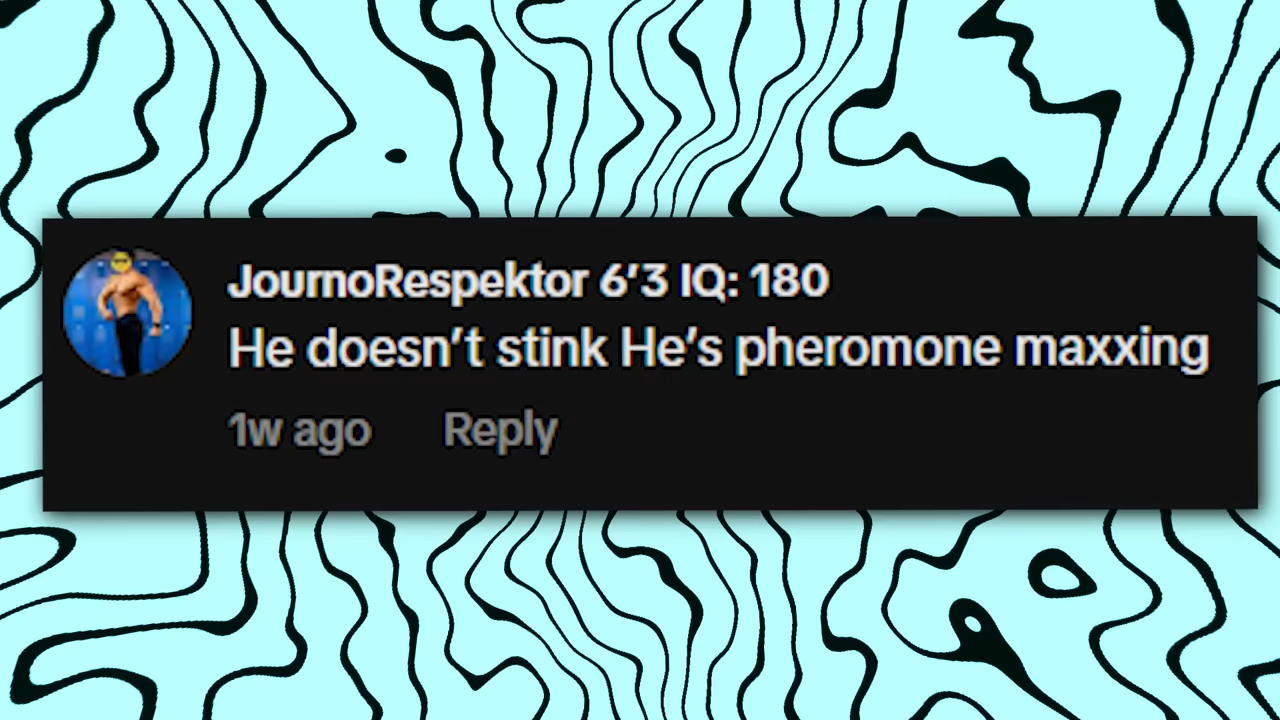 JournoRespektor 6’3 IQ: 180
He doesn’t stink He’s pheromone maxxing
1w ago Reply